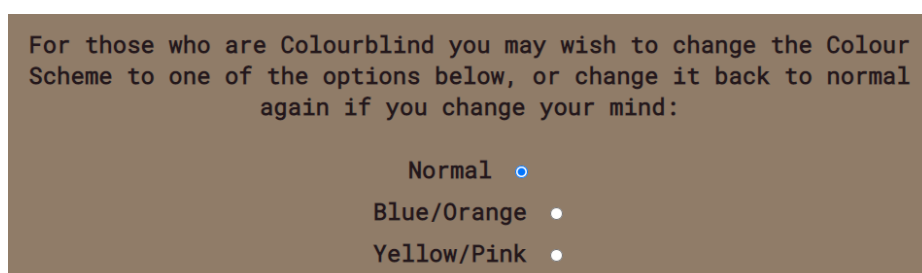 For those who are Colourblind you may wish to change the Colour
Scheme to one of the options below, or change it back to normal
again if you change your mind:
Normal
Blue/Orange
Yellow/Pink